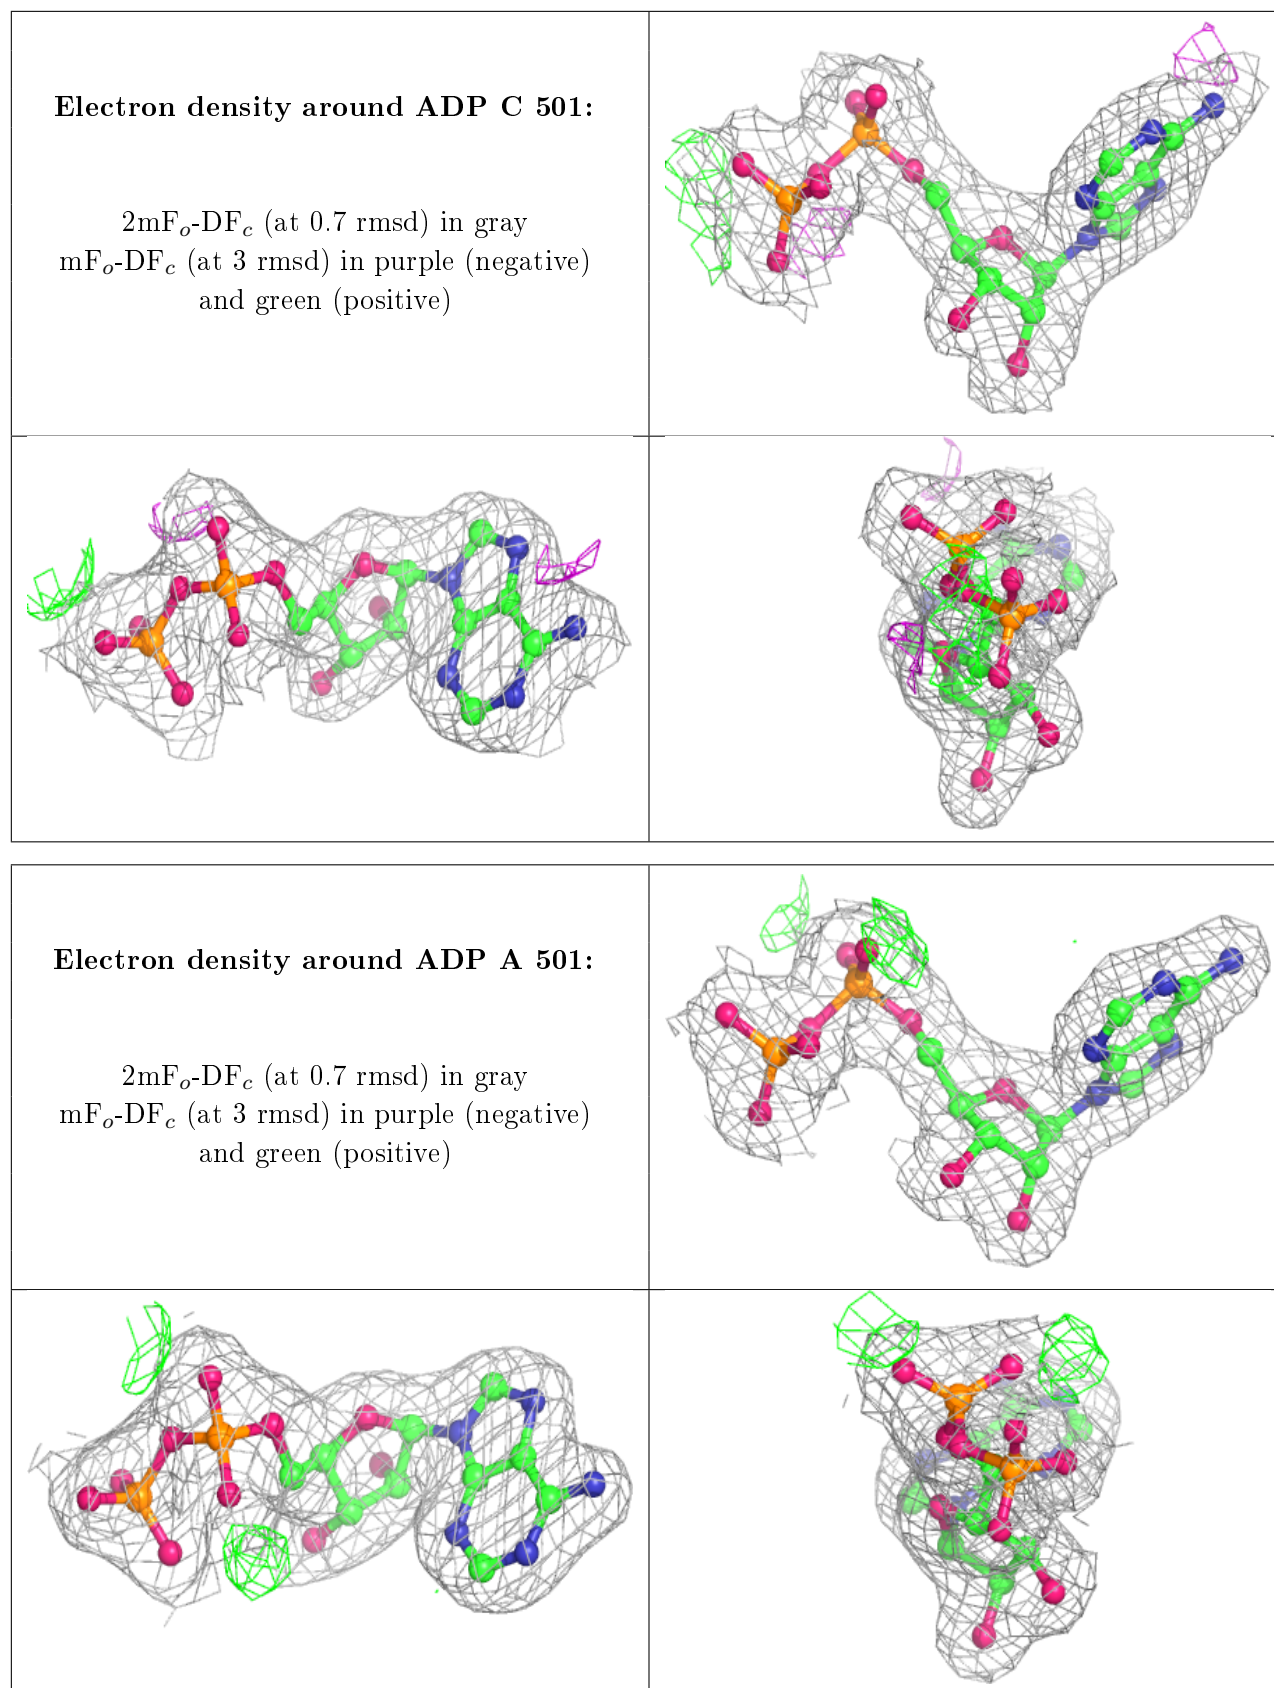 Electron density around ADP C 501:
2mFo-DFc (at 0.7 rmsd) in gray
mFo-DFc (at 3 rmsd) in purple (negative)
and green (positive)
Electron density around ADP A 501:
2mFo-DFc (at 0.7 rmsd) in gray
mFo-DFc (at 3 rmsd) in purple (negative)
and green (positive)